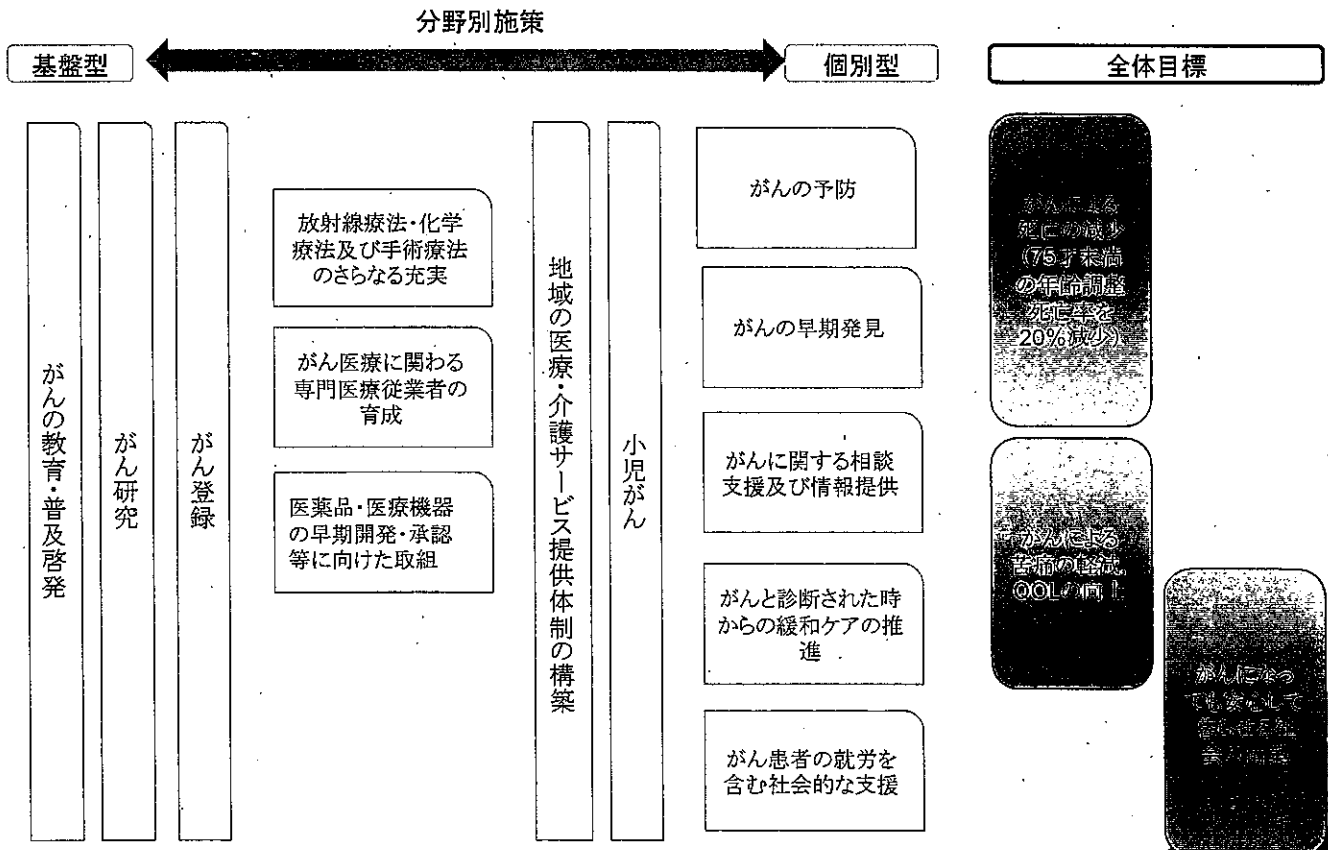 分野別施策
基盤型
個別型
全体目標
がんの教育・普及啓発
がん研究
がん登録
放射線療法・化学
療法及び手術療法
のさらなる充実
がん医療に関わる
専門医療従業者の
育成
医薬品・医療機器
の早期開発・承認
等に向けた取組
地域の医療・介護サービス提供体制の構築
小児がん
がんの予防
がんの早期発見
がんに関する相談
支援及び情報提供
がんと診断された時
からの緩和ケアの推
進
がん患者の就労を
含む社会的な支援
がんによる
死亡の減少
(75才未満
の年齢調整
死亡率を
20%減少)
がんによる
苦痛の軽減
QOLの向上
がんになっ
ても安心して